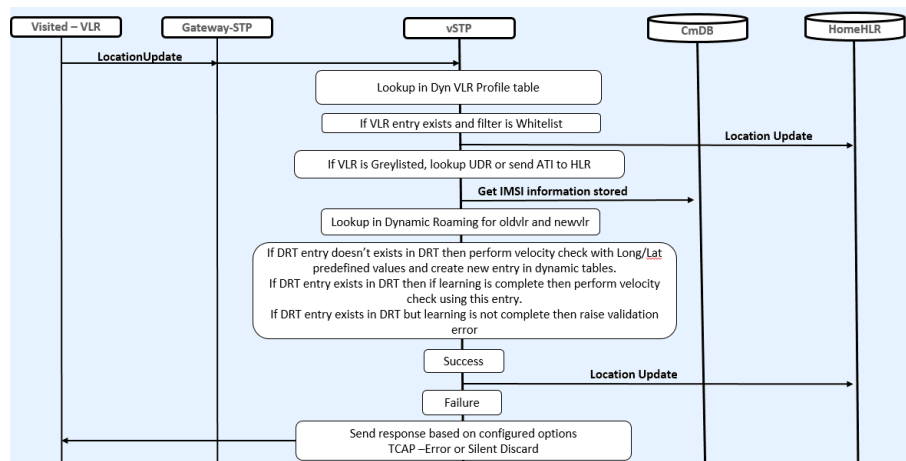 Visited – VLR
Gateway-STP
vSTP
CmDB
HomeHLR
LocationUpdate
Lookup in Dyn VLR Profile table
If VLR entry exists and filter is Whitelist
Location Update
If VLR is Greylisted, lookup UDR or send ATI to HLR
Get IMSI information stored
Lookup in Dynamic Roaming for oldvlr and newvlr
If DRT entry doesn't exists in DRT then perform velocity check with Long/Lat
predefined values and create new entry in dynamic tables.
If DRT entry exists in DRT then if learning is complete then perform velocity
check using this entry.
If DRT entry exists in DRT but learning is not complete then raise validation
error
Success
Location Update
Failure
Send response based on configured options
TCAP –Error or Silent Discard